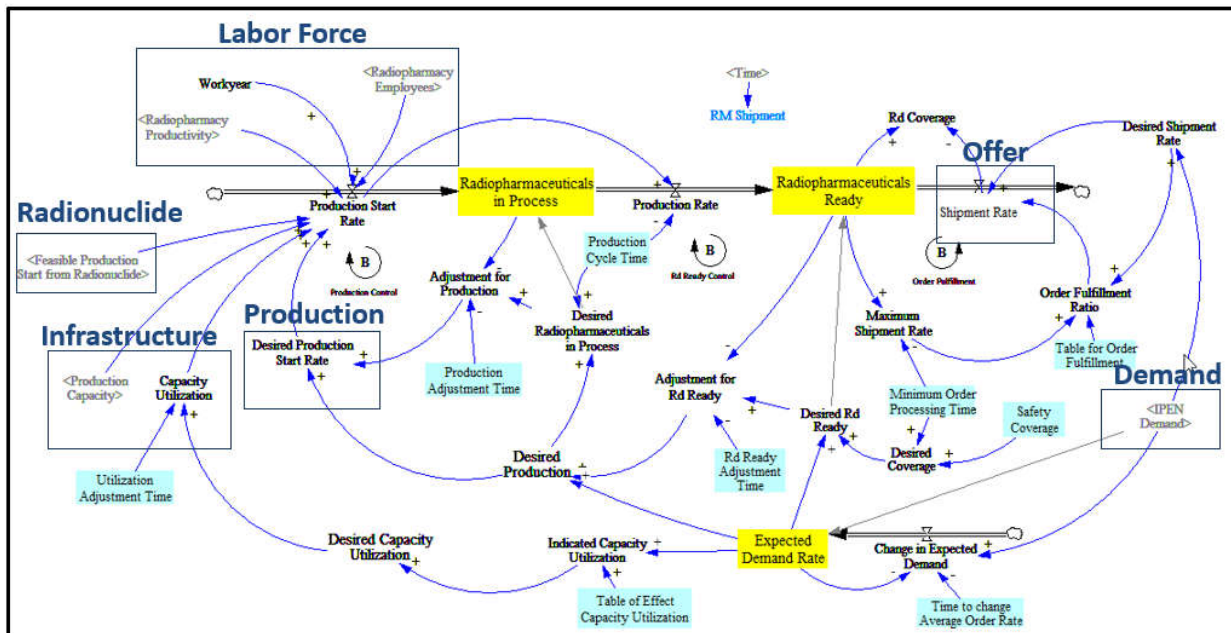 Labor Force
Workyear
<Radiopharmacy
Employees>
<Radiopharmacy
Productivity>
<Time>
RM Shipment
Rd Coverage
Desired Shipment
Rate
Offer
Radiopharmaceuticals
in Process
Radiopharmaceuticals
Ready
Radionuclide
Production Start
Rate
Production Rate
Shipment Rate
<Feasible Production
Start from Radionuclide>
B
Production Control
Production
Cycle Time
B
Rd Ready Control
B
Order Fulfillment
Adjustment for
Production
Desired
Radiopharmaceuticals
in Process
Maximum
Shipment Rate
Order Fulfillment
Ratio
Infrastructure
Production
Desired Production
Start Rate
Table for Order
Fulfillment
<Production
Capacity>
Capacity
Utilization
Production
Adjustment Time
Adjustment for
Rd Ready
Minimum Order
Processing Time
Demand
<IPEN
Demand>
Desired Rd
Ready
Safety
Coverage
Desired
Coverage
Utilization
Adjustment Time
Desired
Production
Rd Ready
Adjustment
Time
Desired Capacity
Utilization
Indicated Capacity
Utilization
Expected
Demand Rate
Change in Expected
Demand
Table of Effect
Capacity Utilization
Time to change
Average Order Rate